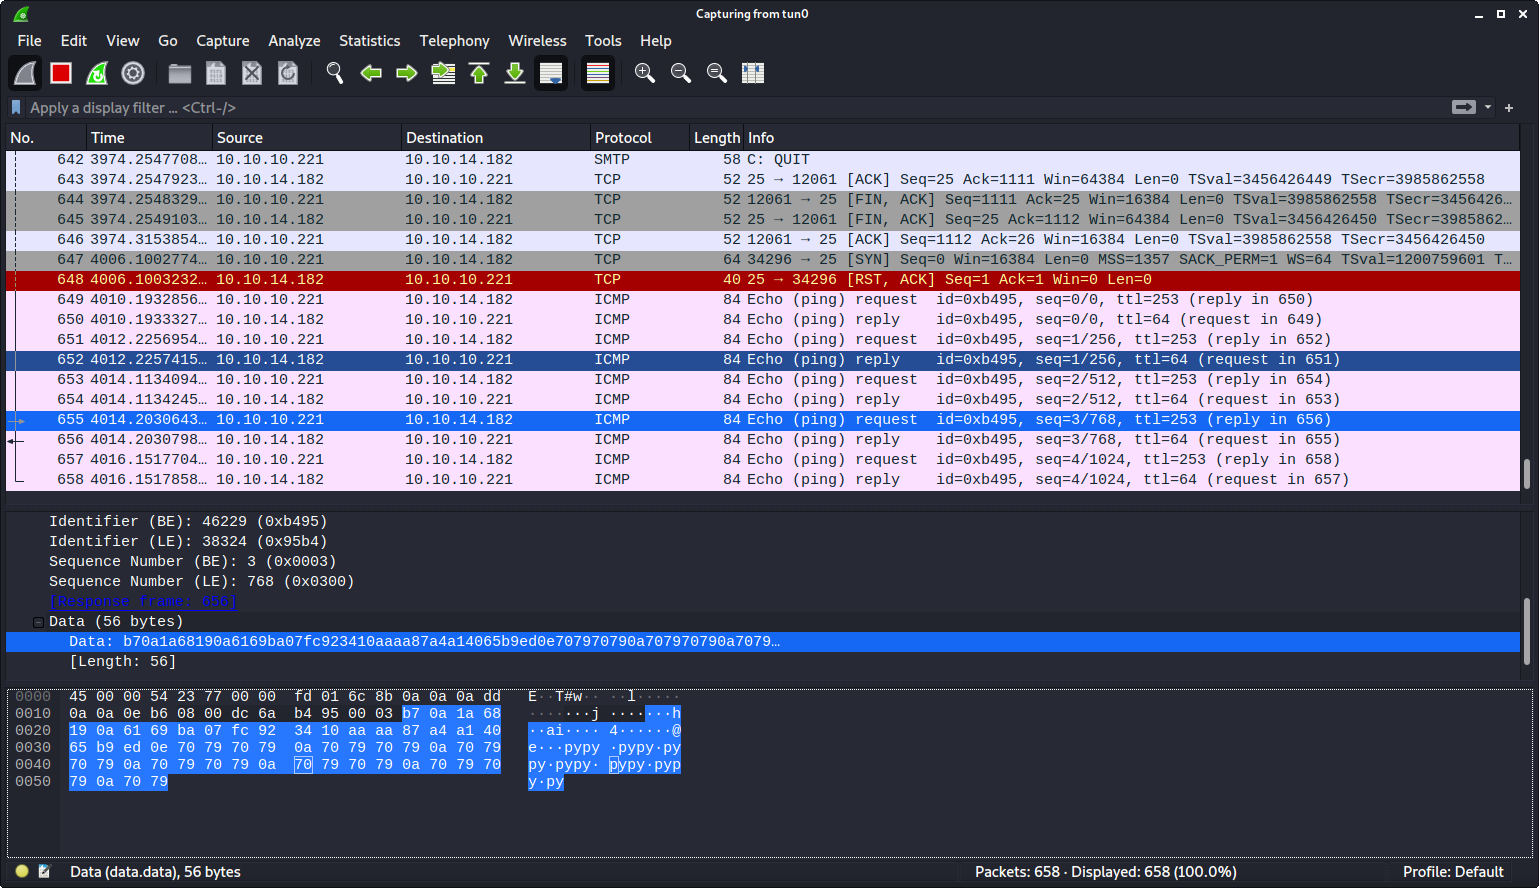 Capturing from tun0
File Edit View Go Capture Analyze Statistics Telephony Wireless Tools Help
Apply a display filter … <Ctrl-/>
No. Time Source Destination Protocol Length Info
642 3974.2547708… 10.10.10.221 10.10.14.182 SMTP 58 C: QUIT
643 3974.2547923… 10.10.14.182 10.10.10.221 TCP 52 25 → 12061 [ACK] Seq=25 Ack=1111 Win=64384 Len=0 TSval=3456426449 TSecr=3985862558
644 3974.2548329… 10.10.10.221 10.10.14.182 TCP 52 12061 → 25 [FIN, ACK] Seq=1111 Ack=25 Win=16384 Len=0 TSval=3985862558 TSecr=3456426…
645 3974.2549103… 10.10.14.182 10.10.10.221 TCP 52 25 → 12061 [FIN, ACK] Seq=25 Ack=1112 Win=64384 Len=0 TSval=3456426450 TSecr=3985862…
646 3974.3153854… 10.10.10.221 10.10.14.182 TCP 52 12061 → 25 [ACK] Seq=1112 Ack=26 Win=16384 Len=0 TSval=3985862558 TSecr=3456426450
647 4006.1002774… 10.10.10.221 10.10.14.182 TCP 64 34296 → 25 [SYN] Seq=0 Win=16384 Len=0 MSS=1357 SACK_PERM=1 WS=64 TSval=1200759601 T…
648 4006.1003232… 10.10.14.182 10.10.10.221 TCP 40 25 → 34296 [RST, ACK] Seq=1 Ack=1 Win=0 Len=0
649 4010.1932856… 10.10.10.221 10.10.14.182 ICMP 84 Echo (ping) request id=0xb495, seq=0/0, ttl=253 (reply in 650)
650 4010.1933327… 10.10.14.182 10.10.10.221 ICMP 84 Echo (ping) reply id=0xb495, seq=0/0, ttl=64 (request in 649)
651 4012.2256954… 10.10.10.221 10.10.14.182 ICMP 84 Echo (ping) request id=0xb495, seq=1/256, ttl=253 (reply in 652)
652 4012.2257415… 10.10.14.182 10.10.10.221 ICMP 84 Echo (ping) reply id=0xb495, seq=1/256, ttl=64 (request in 651)
653 4014.1134094… 10.10.10.221 10.10.14.182 ICMP 84 Echo (ping) request id=0xb495, seq=2/512, ttl=253 (reply in 654)
654 4014.1134245… 10.10.14.182 10.10.10.221 ICMP 84 Echo (ping) reply id=0xb495, seq=2/512, ttl=64 (request in 653)
655 4014.2030643… 10.10.10.221 10.10.14.182 ICMP 84 Echo (ping) request id=0xb495, seq=3/768, ttl=253 (reply in 656)
656 4014.2030798… 10.10.14.182 10.10.10.221 ICMP 84 Echo (ping) reply id=0xb495, seq=3/768, ttl=64 (request in 655)
657 4016.1517704… 10.10.10.221 10.10.14.182 ICMP 84 Echo (ping) request id=0xb495, seq=4/1024, ttl=253 (reply in 658)
658 4016.1517858… 10.10.14.182 10.10.10.221 ICMP 84 Echo (ping) reply id=0xb495, seq=4/1024, ttl=64 (request in 657)
Identifier (BE): 46229 (0xb495)
Identifier (LE): 38324 (0x95b4)
Sequence Number (BE): 3 (0x0003)
Sequence Number (LE): 768 (0x0300)
[Response frame: 656]
Data (56 bytes)
Data: b70a1a68190a6169ba07fc923410aaaa87a4a14065b9ed0e707970790a707970790a7079…
[Length: 56]
0000 45 00 00 54 23 77 00 00 fd 01 6c 8b 0a 0a 0a dd E··T#w·· ··l·····
0010 0a 0a 0e b6 08 00 dc 6a b4 95 00 03 b7 0a 1a 68 ·······j ·······h
0020 19 0a 61 69 ba 07 fc 92 34 10 aa aa 87 a4 a1 40 ··ai···· 4······@
0030 65 b9 ed 0e 70 79 70 79 0a 70 79 70 79 0a 70 79 e···pypy ·pypy·py
0040 70 79 0a 70 79 70 79 0a 70 79 70 79 0a 70 79 70 py·pypy· pypy·pyp
0050 79 0a 70 79 y·py
Data (data.data), 56 bytes Packets: 658 · Displayed: 658 (100.0%) Profile: Default